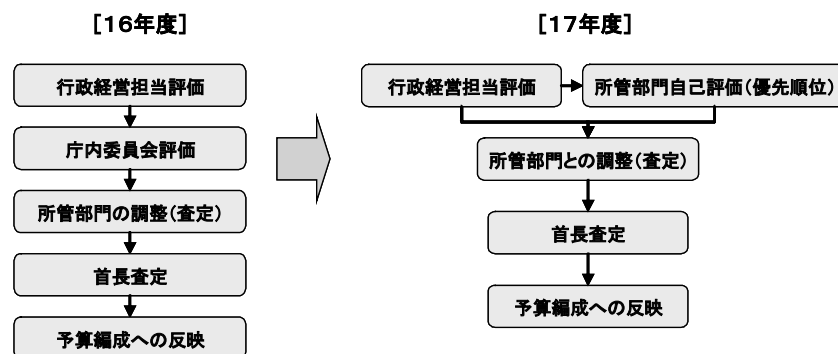 [16年度]
行政経営担当評価
庁内委員会評価
所管部門の調整(査定)
首長査定
予算編成への反映
[17年度]
行政経営担当評価
所管部門自己評価(優先順位)
所管部門との調整(査定)
首長査定
予算編成への反映